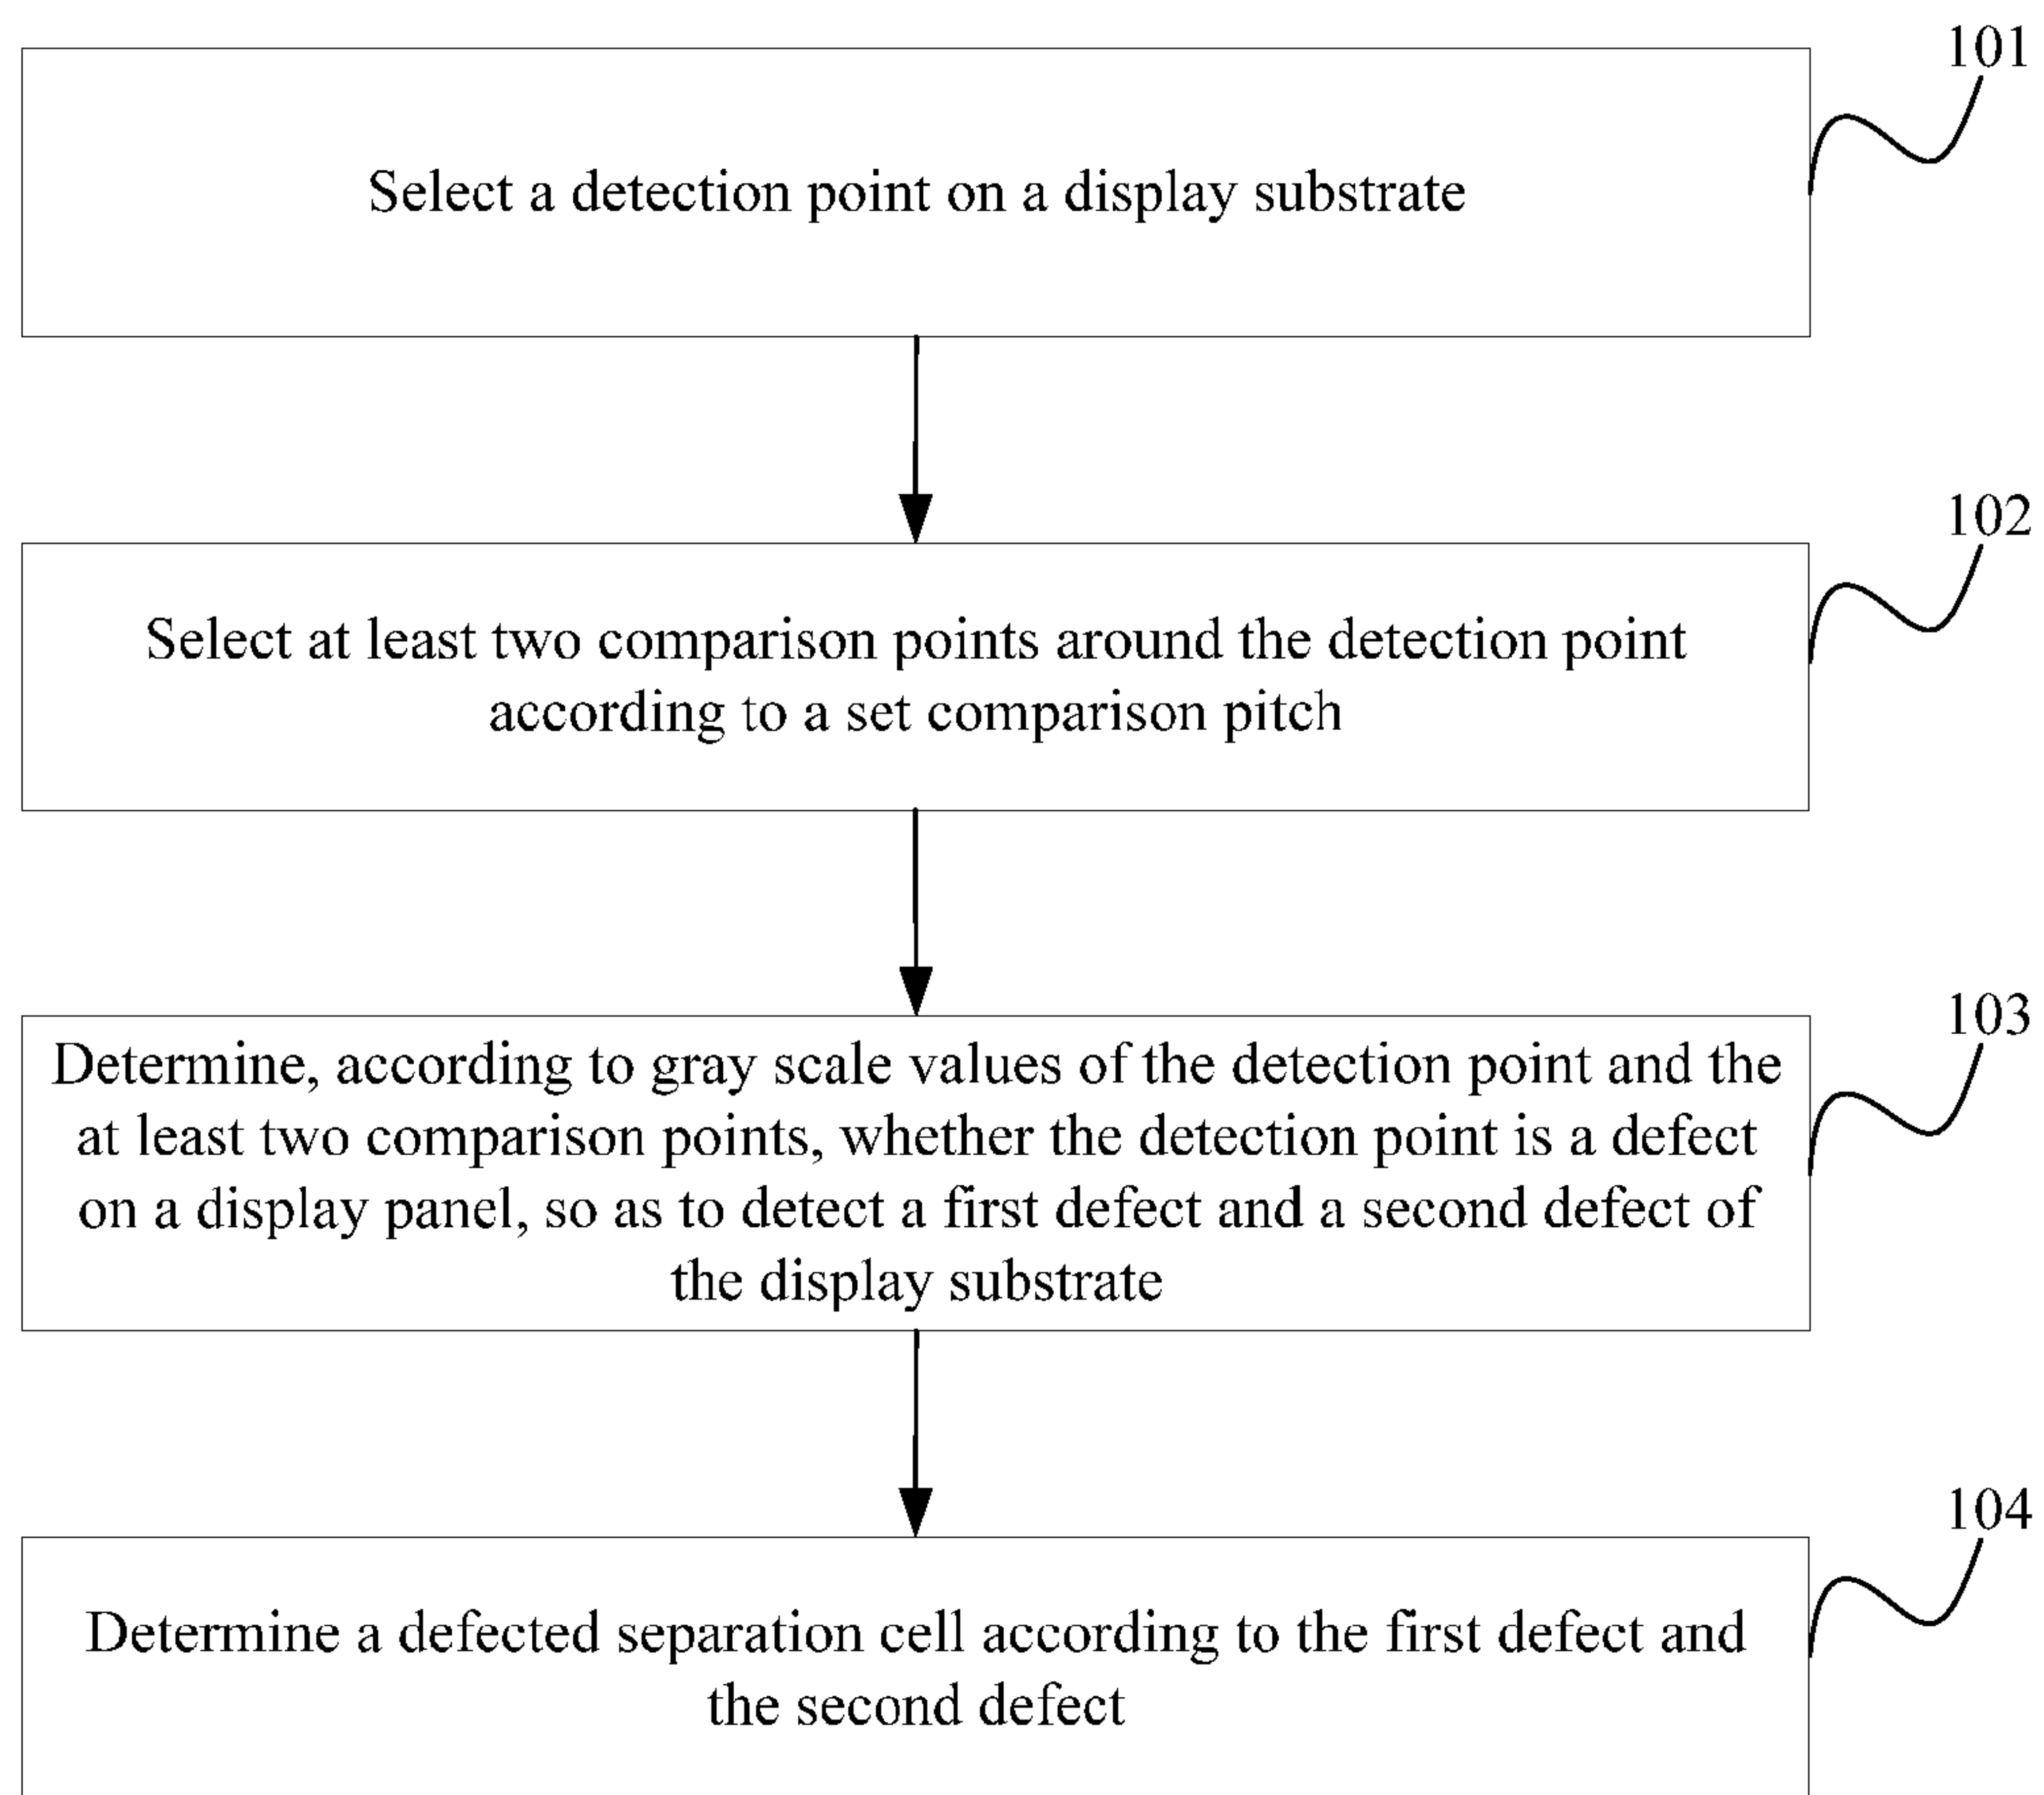 101
Select a detection point on a display substrate
102
Select at least two comparison points around the detection point
according to a set comparison pitch
103
Determine, according to gray scale values of the detection point and the
at least two comparison points, whether the detection point is a defect
on a display panel, so as to detect a first defect and a second defect of
the display substrate
104
Determine a defected separation cell according to the first defect and
the second defect